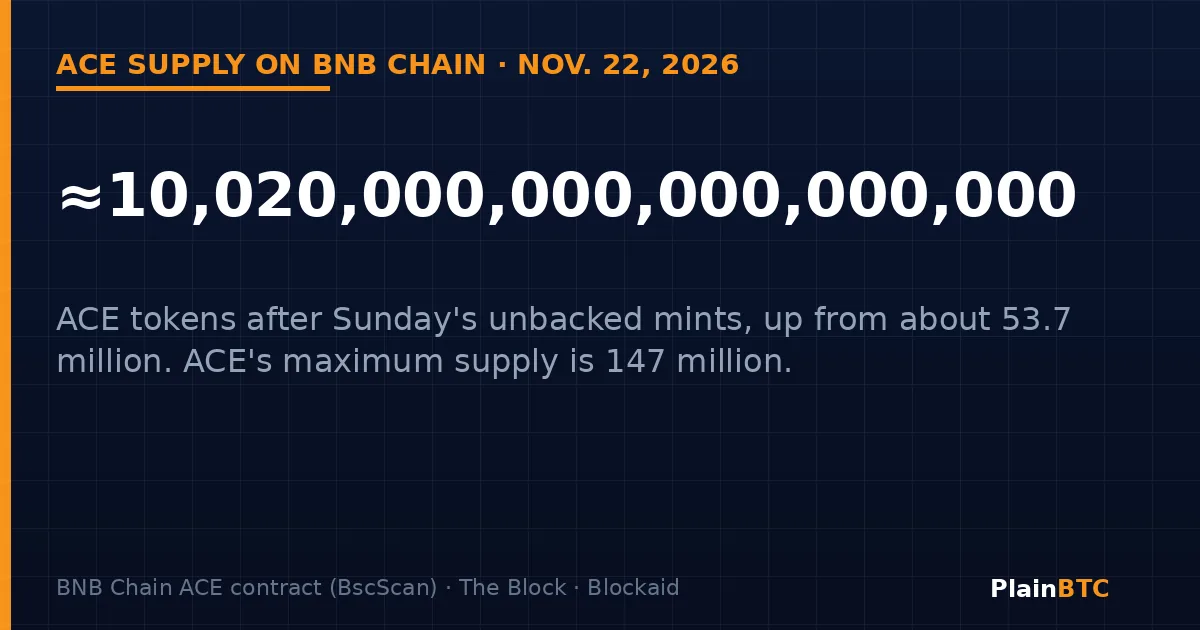 ACE SUPPLY ON BNB CHAIN · NOV. 22, 2026
≈10,020,000,000,000,000,000
ACE tokens after Sunday's unbacked mints, up from about 53.7
million. ACE's maximum supply is 147 million.
BNB Chain ACE contract (BscScan) · The Block · Blockaid
PlainBTC